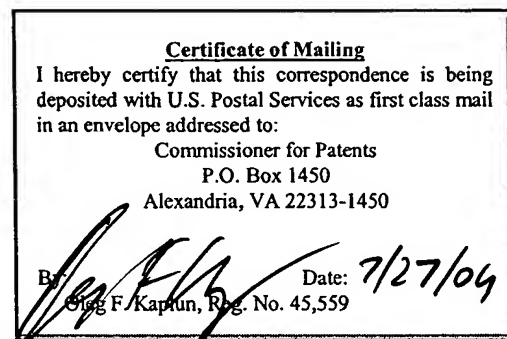 Certificate of Mailing
I hereby certify that this correspondence is being
deposited with U.S. Postal Services as first class mail
in an envelope addressed to:
Commissioner for Patents
P.O. Box 1450
Alexandria, VA 22313-1450
By: Date: 7/27/04
Oleg F. Kaplun, Reg. No. 45,559